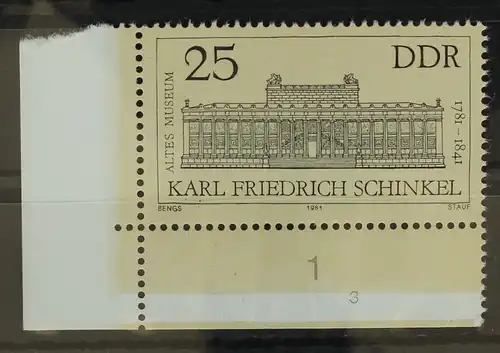 25 DDR
ALTES MUSEUM
1781-1841
KARL FRIEDRICH SCHINKEL
BENGS 1981 STAUF
1
3